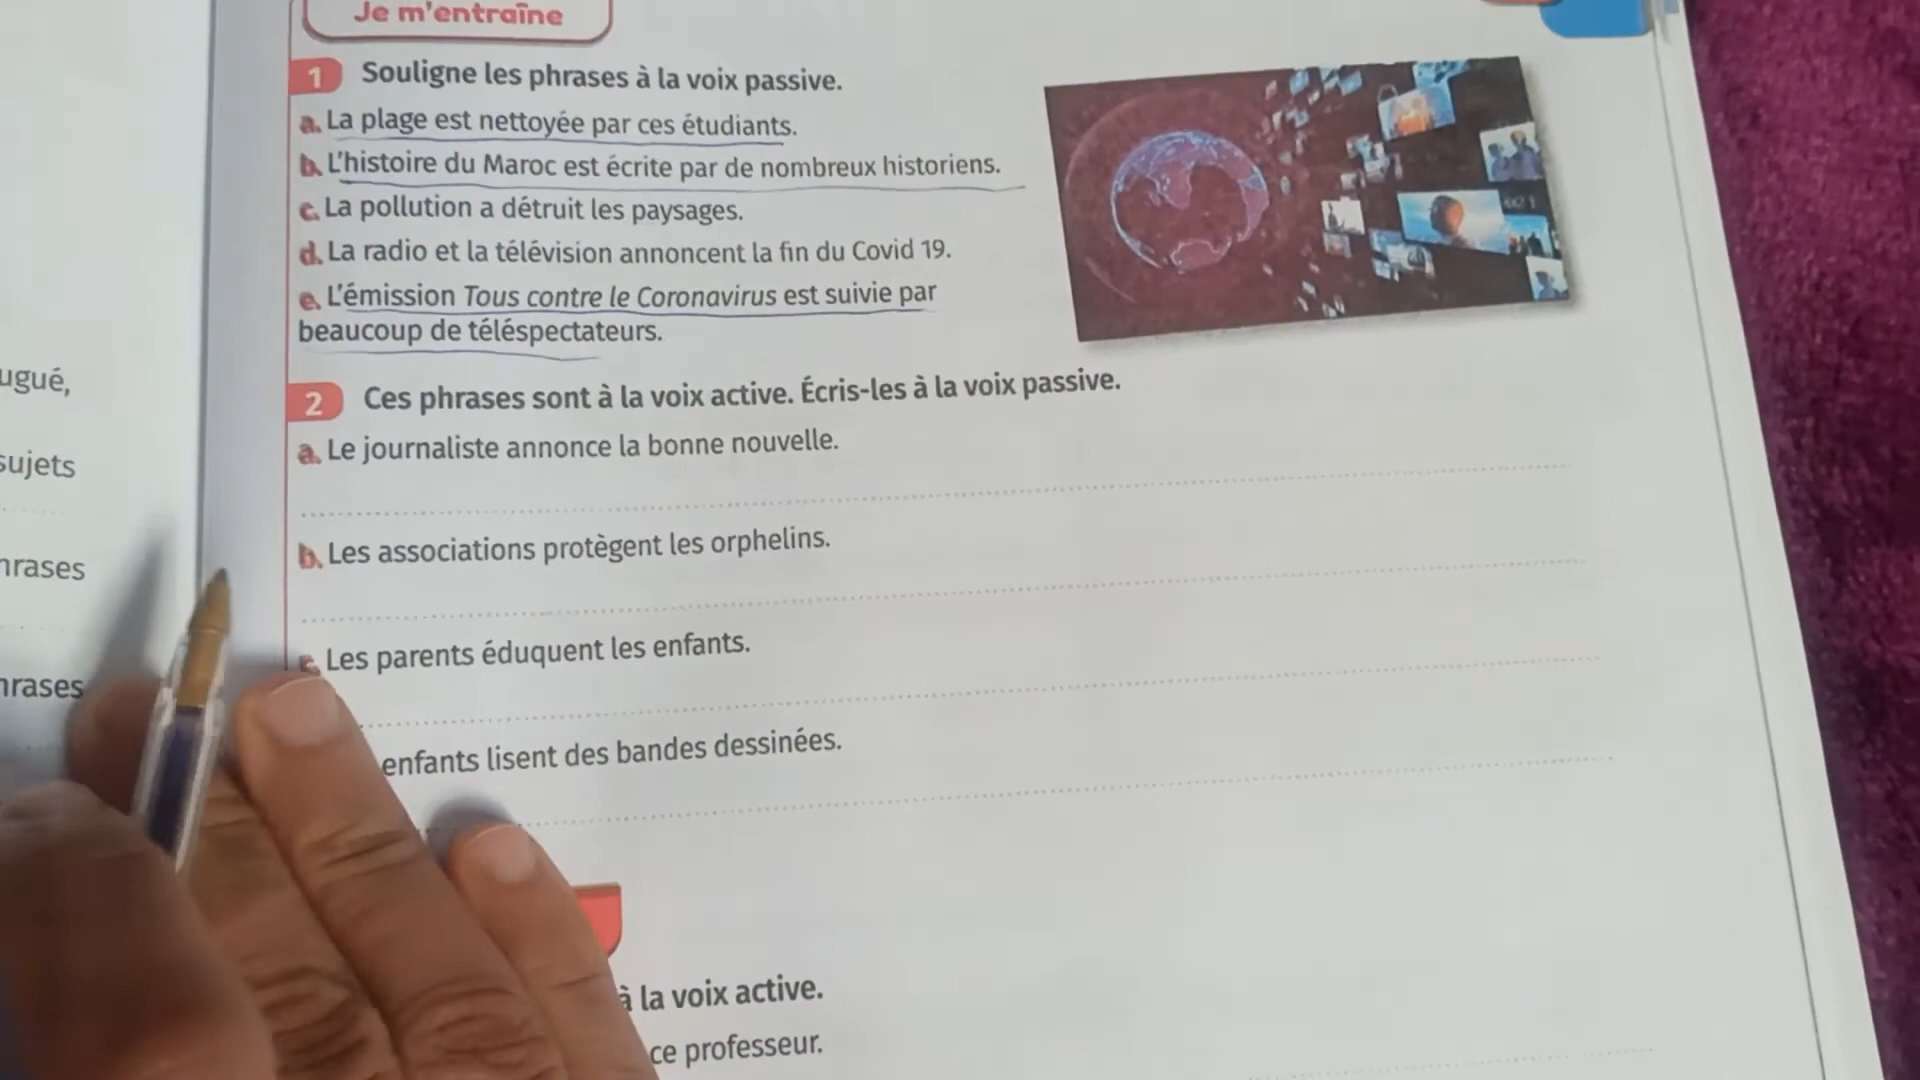 Je m'entraîne
1 Souligne les phrases à la voix passive.
a. La plage est nettoyée par ces étudiants.
b. L'histoire du Maroc est écrite par de nombreux historiens.
c. La pollution a détruit les paysages.
d. La radio et la télévision annoncent la fin du Covid 19.
e. L'émission Tous contre le Coronavirus est suivie par
beaucoup de téléspectateurs.
ugué,
2 Ces phrases sont à la voix active. Écris-les à la voix passive.
a. Le journaliste annonce la bonne nouvelle.
sujets
b. Les associations protègent les orphelins.
hrases
c. Les parents éduquent les enfants.
hrases
enfants lisent des bandes dessinées.
à la voix active.
ce professeur.